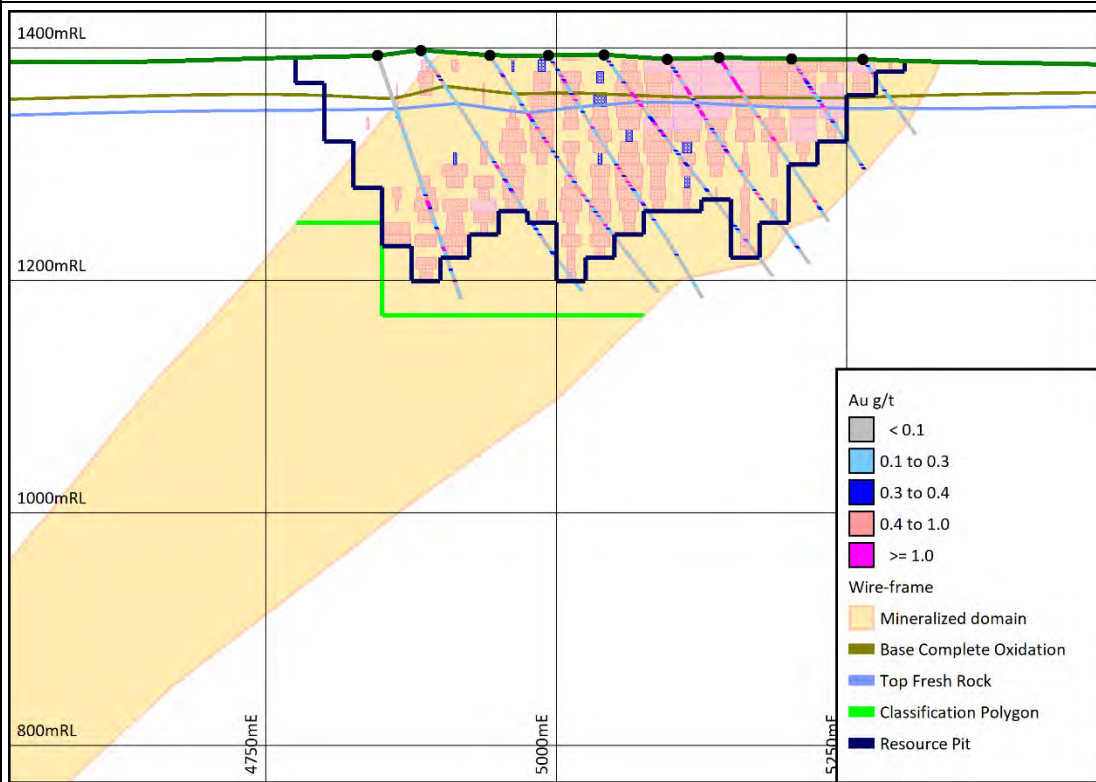 1400mRL
1200mRL
1000mRL
800mRL
4750mE
5000mE
5250mE
Au g/t
< 0.1
0.1 to 0.3
0.3 to 0.4
0.4 to 1.0
>= 1.0
Wire-frame
Mineralized domain
Base Complete Oxidation
Top Fresh Rock
Classification Polygon
Resource Pit